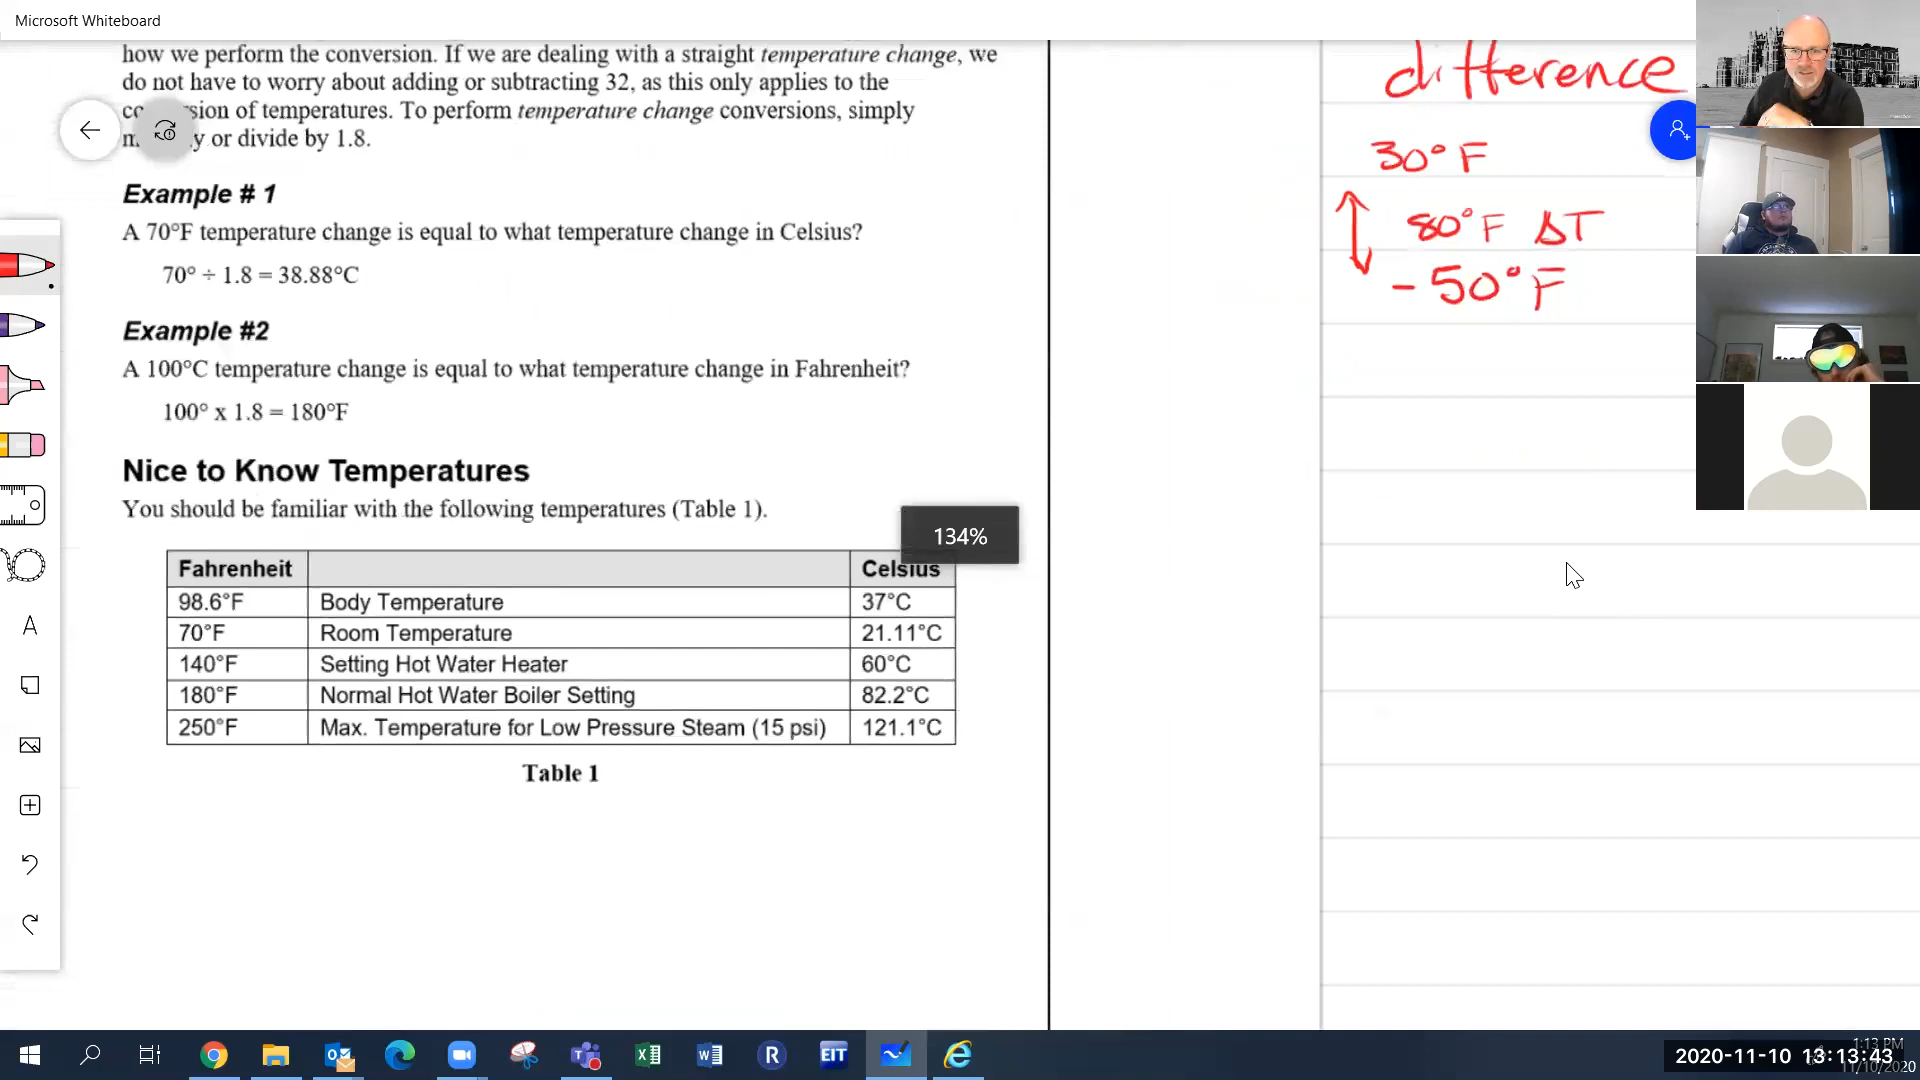 Microsoft Whiteboard
how we perform the conversion. If we are dealing with a straight temperature change, we
do not have to worry about adding or subtracting 32, as this only applies to the
sion of temperatures. To perform temperature change conversions, simply
y or divide by 1.8.
Example # 1
A 70°F temperature change is equal to what temperature change in Celsius?
70° ÷ 1.8 = 38.88°C
Example #2
A 100°C temperature change is equal to what temperature change in Fahrenheit?
100° x 1.8 = 180°F
Nice to Know Temperatures
You should be familiar with the following temperatures (Table 1).
134%
Fahrenheit Celsius
98.6°F Body Temperature 37°C
70°F Room Temperature 21.11°C
140°F Setting Hot Water Heater 60°C
180°F Normal Hot Water Boiler Setting 82.2°C
250°F Max. Temperature for Low Pressure Steam (15 psi) 121.1°C
Table 1
difference
30°F
80°F ΔT
-50°F
A
R
EIT
2020-11-10 13:13:43
1:13 PM
11/10/2020